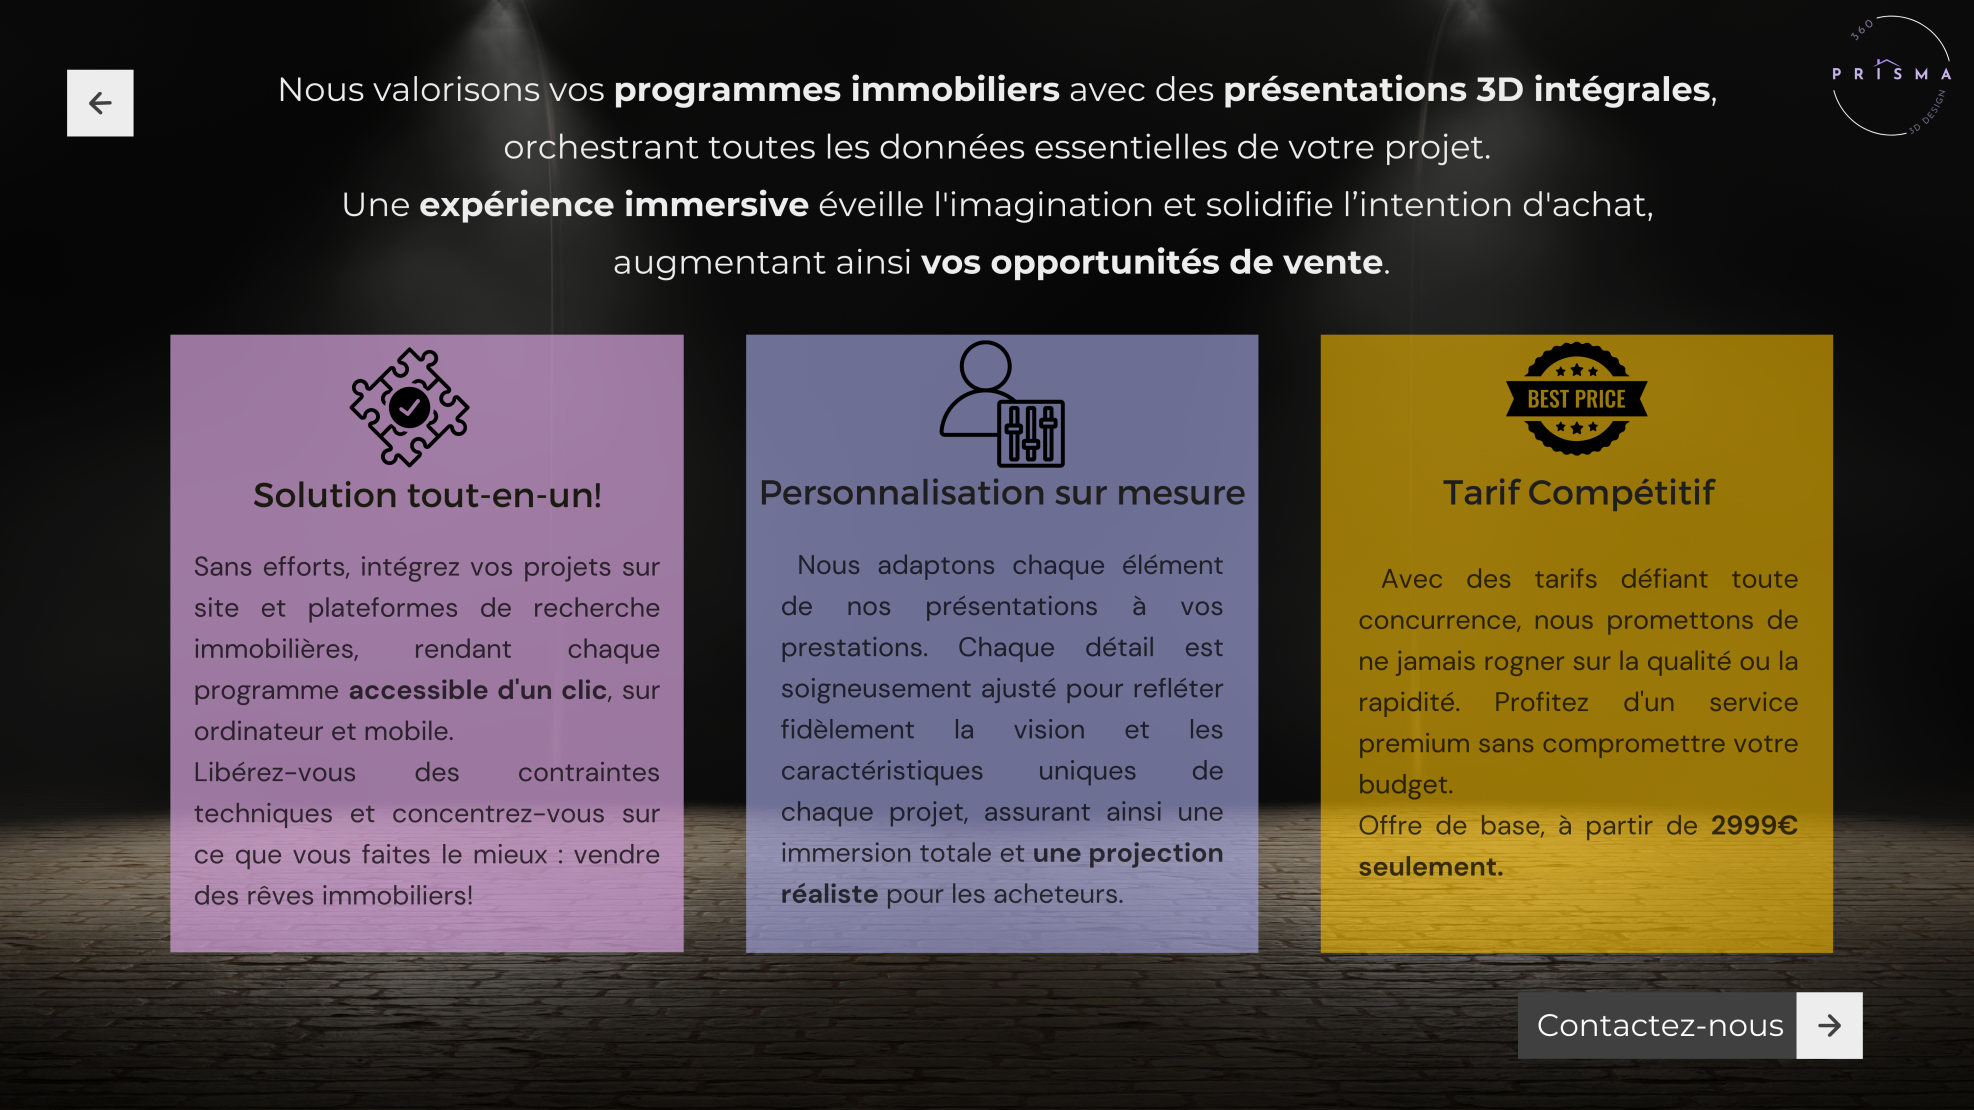 Nous valorisons vos programmes immobiliers avec des présentations 3D intégrales,
orchestrant toutes les données essentielles de votre projet.
Une expérience immersive éveille l'imagination et solidifie l’intention d'achat,
augmentant ainsi vos opportunités de vente.
360
PRISMA
3D DESIGN
Solution tout-en-un!
Sans efforts, intégrez vos projets sur
site et plateformes de recherche
immobilières, rendant chaque
programme accessible d'un clic, sur
ordinateur et mobile.
Libérez-vous des contraintes
techniques et concentrez-vous sur
ce que vous faites le mieux : vendre
des rêves immobiliers!
Personnalisation sur mesure
Nous adaptons chaque élément
de nos présentations à vos
prestations. Chaque détail est
soigneusement ajusté pour refléter
fidèlement la vision et les
caractéristiques uniques de
chaque projet, assurant ainsi une
immersion totale et une projection
réaliste pour les acheteurs.
BEST PRICE
Tarif Compétitif
Avec des tarifs défiant toute
concurrence, nous promettons de
ne jamais rogner sur la qualité ou la
rapidité. Profitez d'un service
premium sans compromettre votre
budget.
Offre de base, à partir de 2999€
seulement.
Contactez-nous